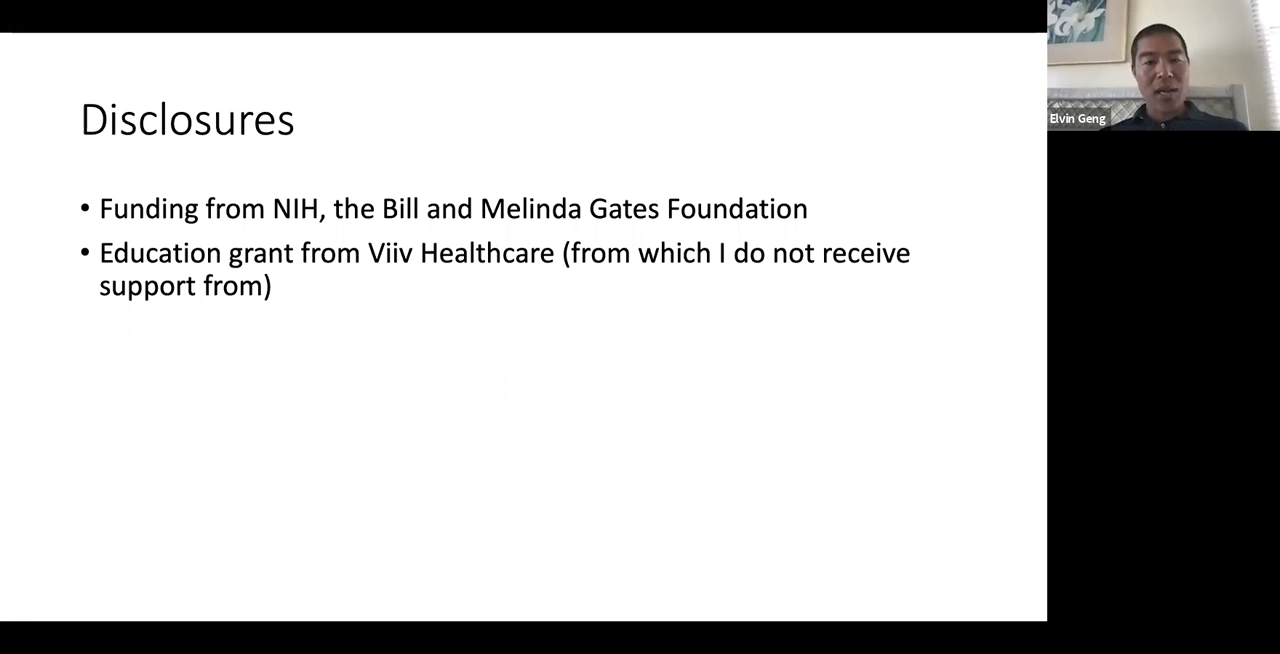 Disclosures
• Funding from NIH, the Bill and Melinda Gates Foundation
• Education grant from Viiv Healthcare (from which I do not receive
support from)
Elvin Geng